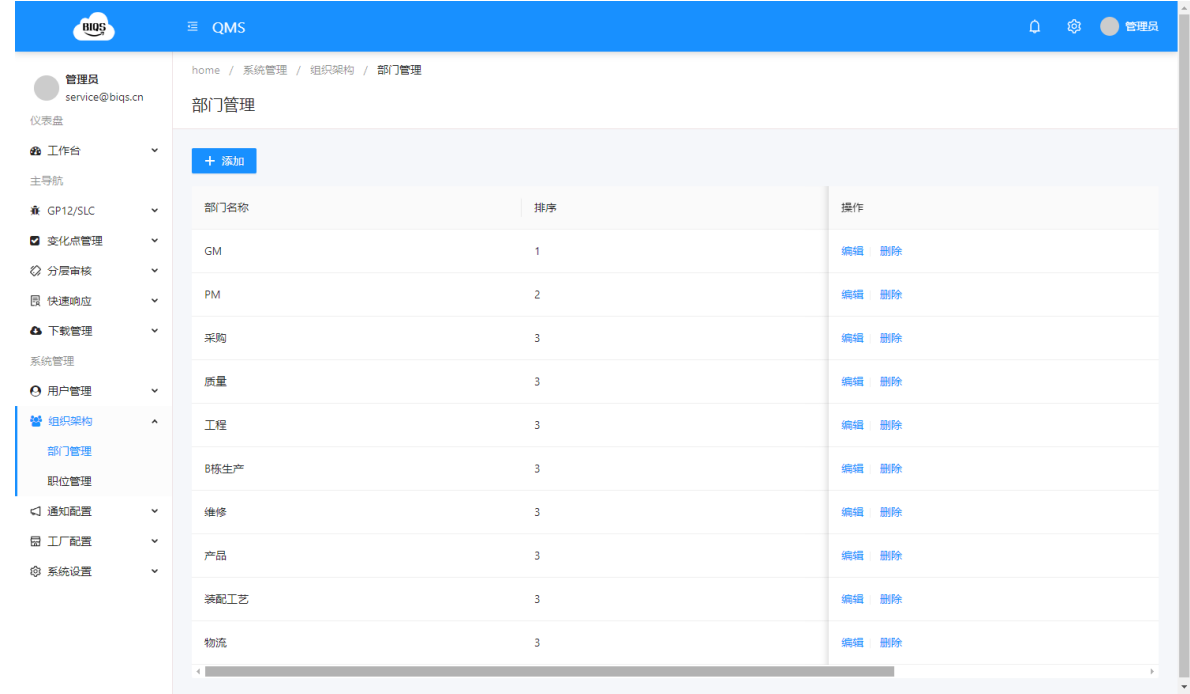 BIQS
QMS
管理员
管理员
service@biqs.cn
仪表盘
工作台
主导航
GP12/SLC
变化点管理
分层审核
快速响应
下载管理
系统管理
用户管理
组织架构
部门管理
职位管理
通知配置
工厂配置
系统设置
home / 系统管理 / 组织架构 / 部门管理
部门管理
+ 添加
部门名称 排序 操作
GM 1 编辑 删除
PM 2 编辑 删除
采购 3 编辑 删除
质量 3 编辑 删除
工程 3 编辑 删除
B栋生产 3 编辑 删除
维修 3 编辑 删除
产品 3 编辑 删除
装配工艺 3 编辑 删除
物流 3 编辑 删除